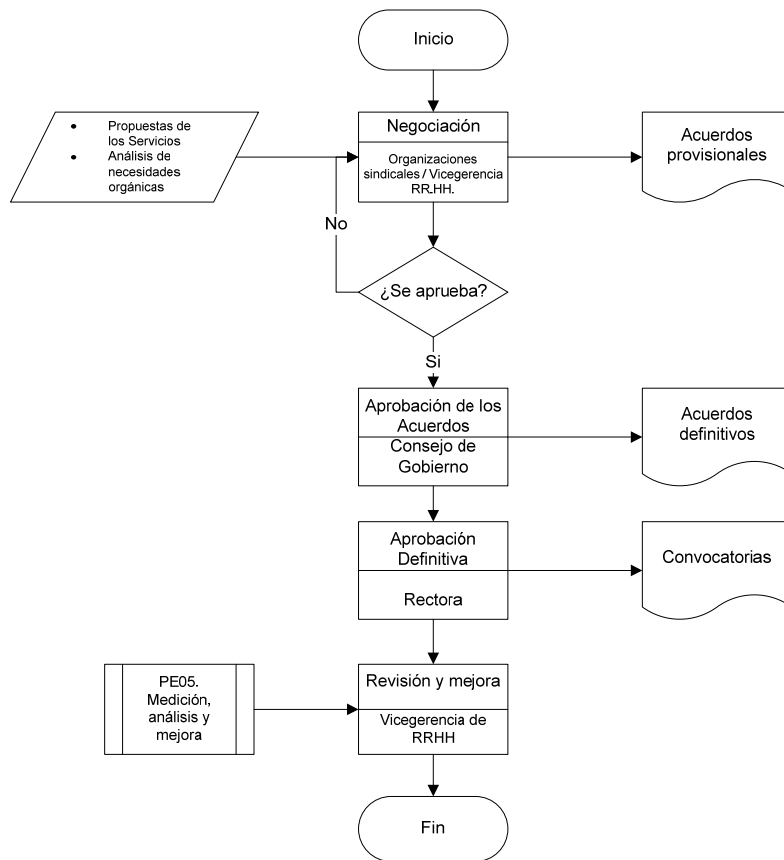 Inicio
• Propuestas de
los Servicios
• Análisis de
necesidades
orgánicas
Negociación
Organizaciones
sindicales / Vicegerencia
RR.HH.
Acuerdos
provisionales
No
¿Se aprueba?
Si
Aprobación de los
Acuerdos
Consejo de
Gobierno
Acuerdos
definitivos
Aprobación
Definitiva
Rectora
Convocatorias
PE05.
Medición,
análisis y
mejora
Revisión y mejora
Vicegerencia de
RRHH
Fin